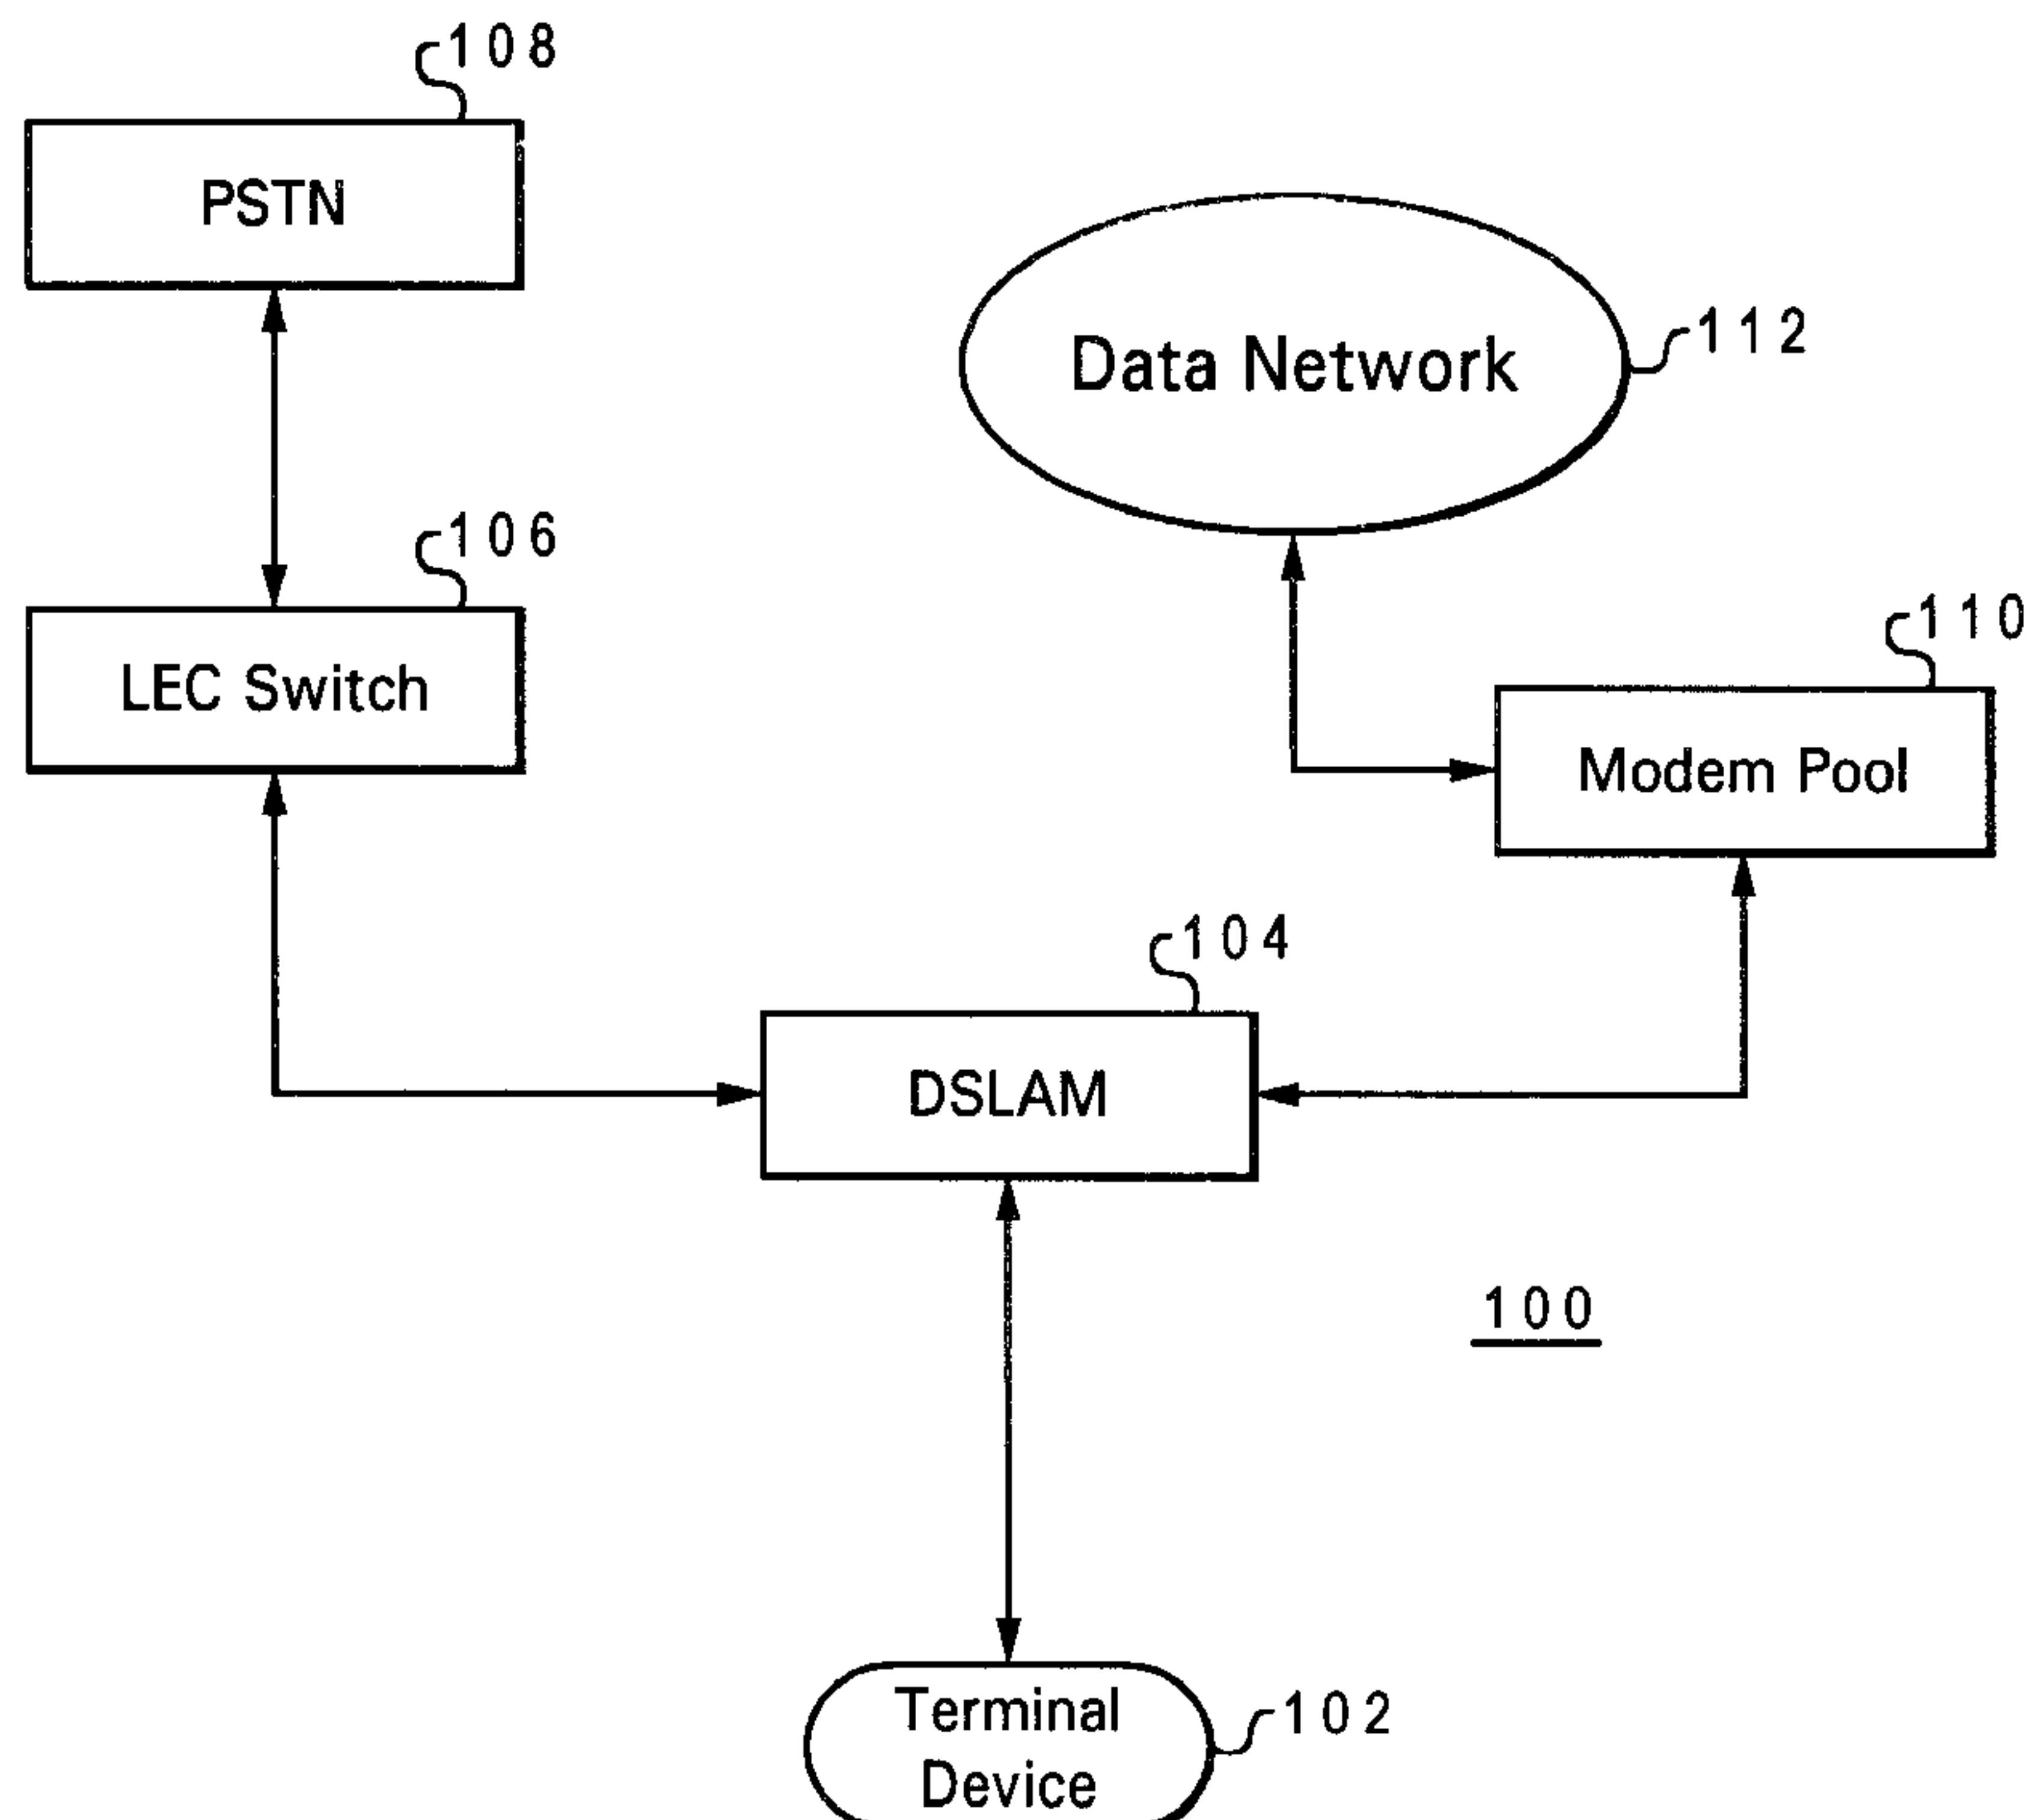 108
PSTN
Data Network
112
106
LEC Switch
110
Modem Pool
104
DSLAM
100
Terminal
Device
102